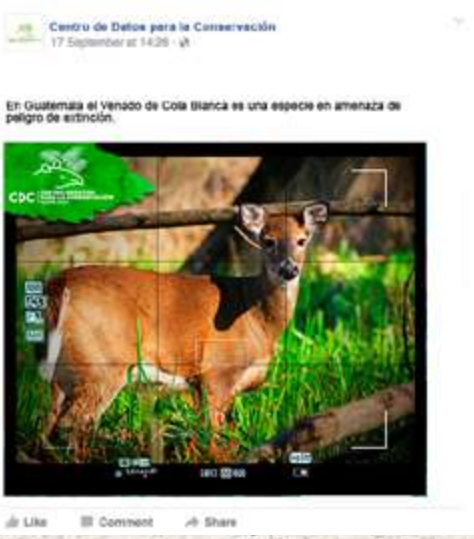 Centro de Datos para la Conservación
17 September at 14:26
En Guatemala el Venado de Cola Blanca es una especie en amenaza de
peligro de extinción.
CDC
Like Comment Share